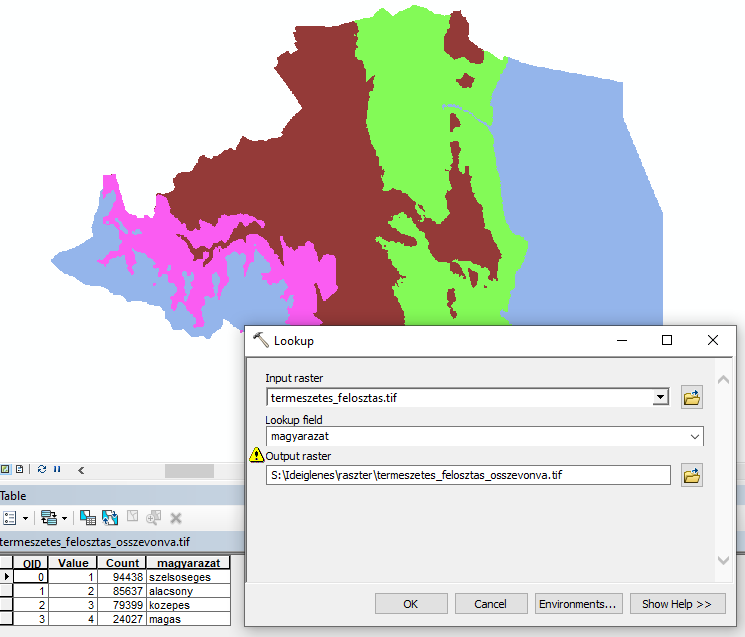 Lookup
Input raster
termeszetes_felosztas.tif
Lookup field
magyarazat
Output raster
S:\Ideiglenes\raszter\termeszetes_felosztas_osszevonva.tif
OK Cancel Environments... Show Help >>
Table
termeszetes_felosztas_osszevonva.tif
OID Value Count magyarazat
0 1 94438 szelsoseges
1 2 85637 alacsony
2 3 79399 kozepes
3 4 24027 magas